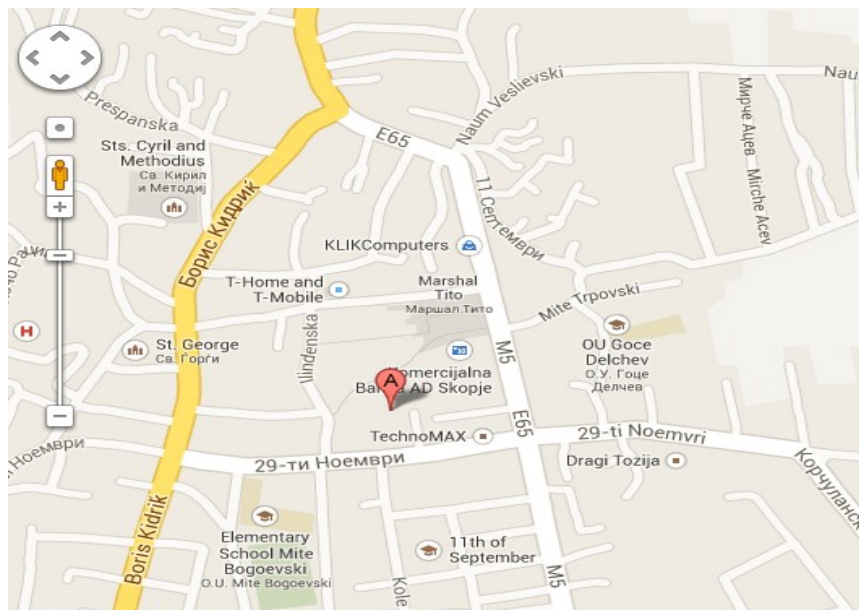 Prespanska
Sts. Cyril and
Methodius
Св. Кирил
и Методиј
E65
Naum Veslievski
Nau
Мирче Ацев
Mirche Acev
Борис Кидриќ
11 Септември
KLIKComputers
T-Home and
T-Mobile
Marshal
Tito
Маршал Тито
Mite Trpovski
H
St. George
Св. Ѓорѓи
Ilindenska
M5
OU Goce
Delchev
О.У. Гоце
Делчев
A
Komercijalna
Banka AD Skopje
E65
TechnoMAX
29-ti Noemvri
Ноември
29-ти Ноември
Dragi Tozija
Корчуланск
Boris Kidrik
Elementary
School Mite
Bogoevski
O.U. Mite Bogoevski
11th of
September
Kole
M5